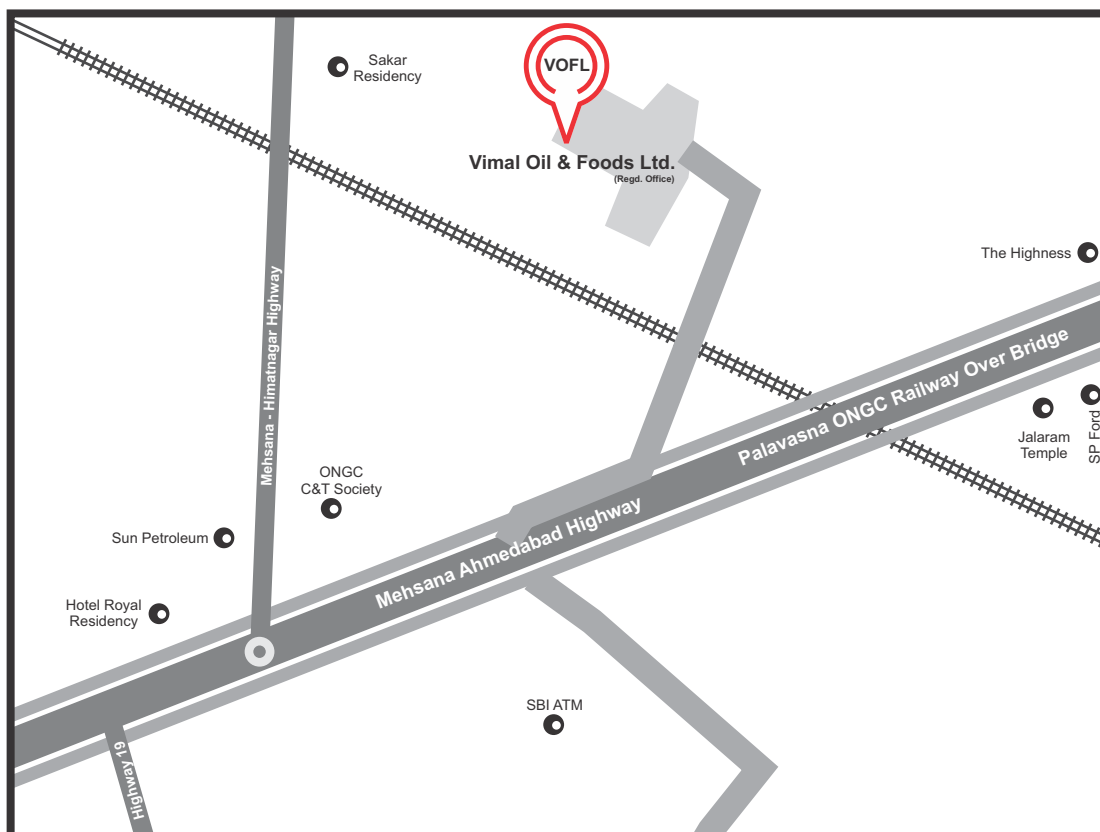 Sakar
Residency
VOFL
Vimal Oil & Foods Ltd.
(Regd. Office)
The Highness
Mehsana - Himatnagar Highway
Palavasna ONGC Railway Over Bridge
Jalaram
Temple
SP Ford
ONGC
C&T Society
Sun Petroleum
Mehsana Ahmedabad Highway
Hotel Royal
Residency
SBI ATM
Highway 19